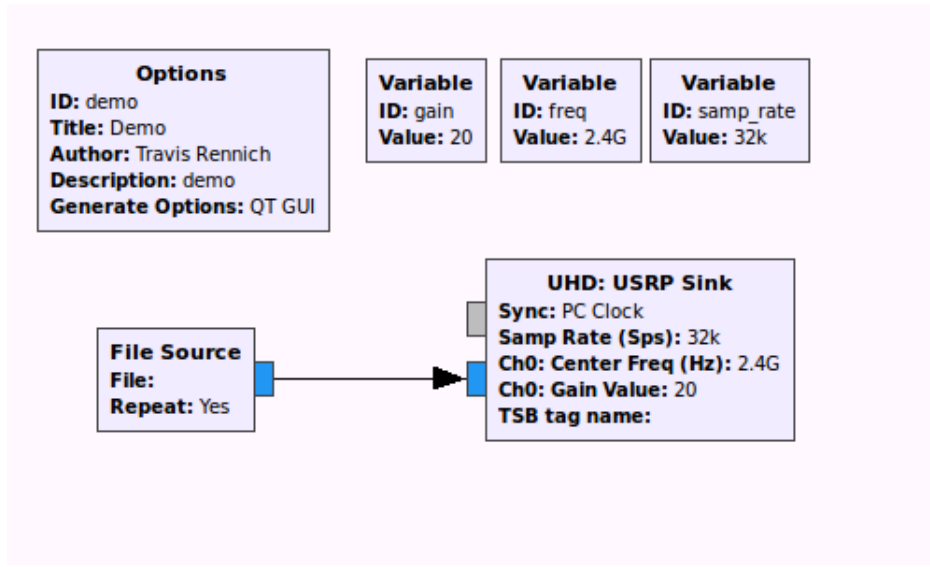 Options
ID: demo
Title: Demo
Author: Travis Rennich
Description: demo
Generate Options: QT GUI
Variable
ID: gain
Value: 20
Variable
ID: freq
Value: 2.4G
Variable
ID: samp_rate
Value: 32k
File Source
File:
Repeat: Yes
UHD: USRP Sink
Sync: PC Clock
Samp Rate (Sps): 32k
Ch0: Center Freq (Hz): 2.4G
Ch0: Gain Value: 20
TSB tag name: